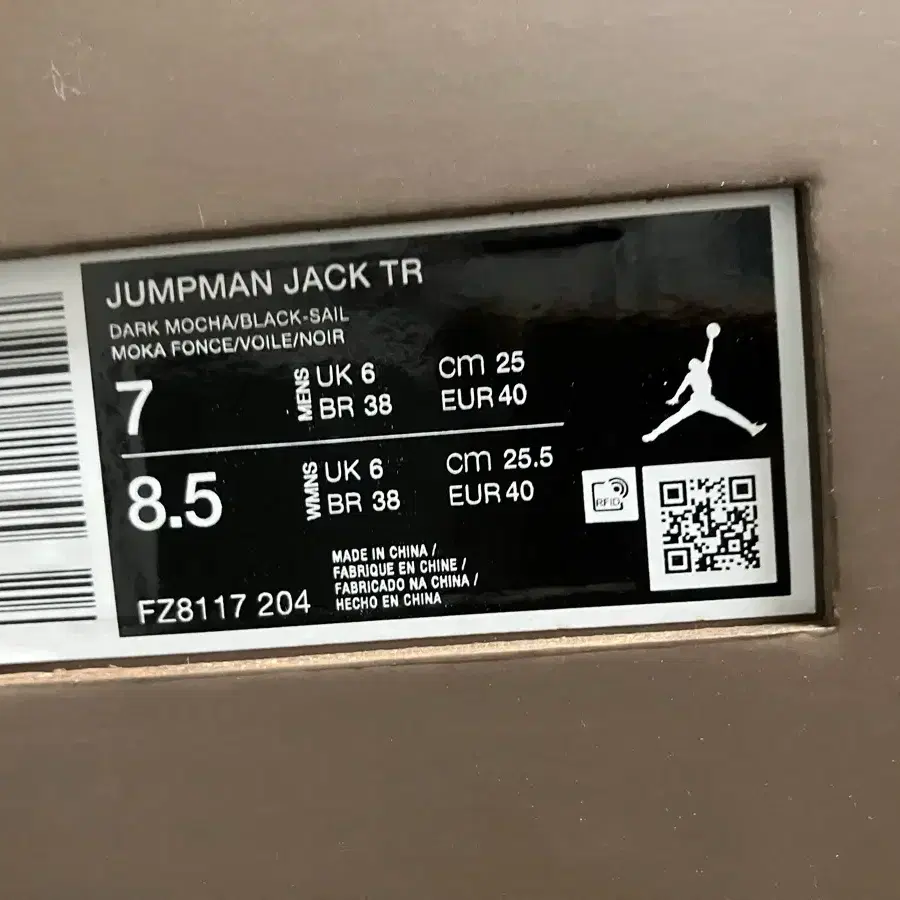 JUMPMAN JACK TR
DARK MOCHA/BLACK-SAIL
MOKA FONCE/VOILE/NOIR
7 MENS UK 6 cm 25
BR 38 EUR 40
8.5 WMNS UK 6 cm 25.5
BR 38 EUR 40
RFID
MADE IN CHINA /
FABRIQUE EN CHINE /
FABRICADO NA CHINA /
HECHO EN CHINA
FZ8117 204